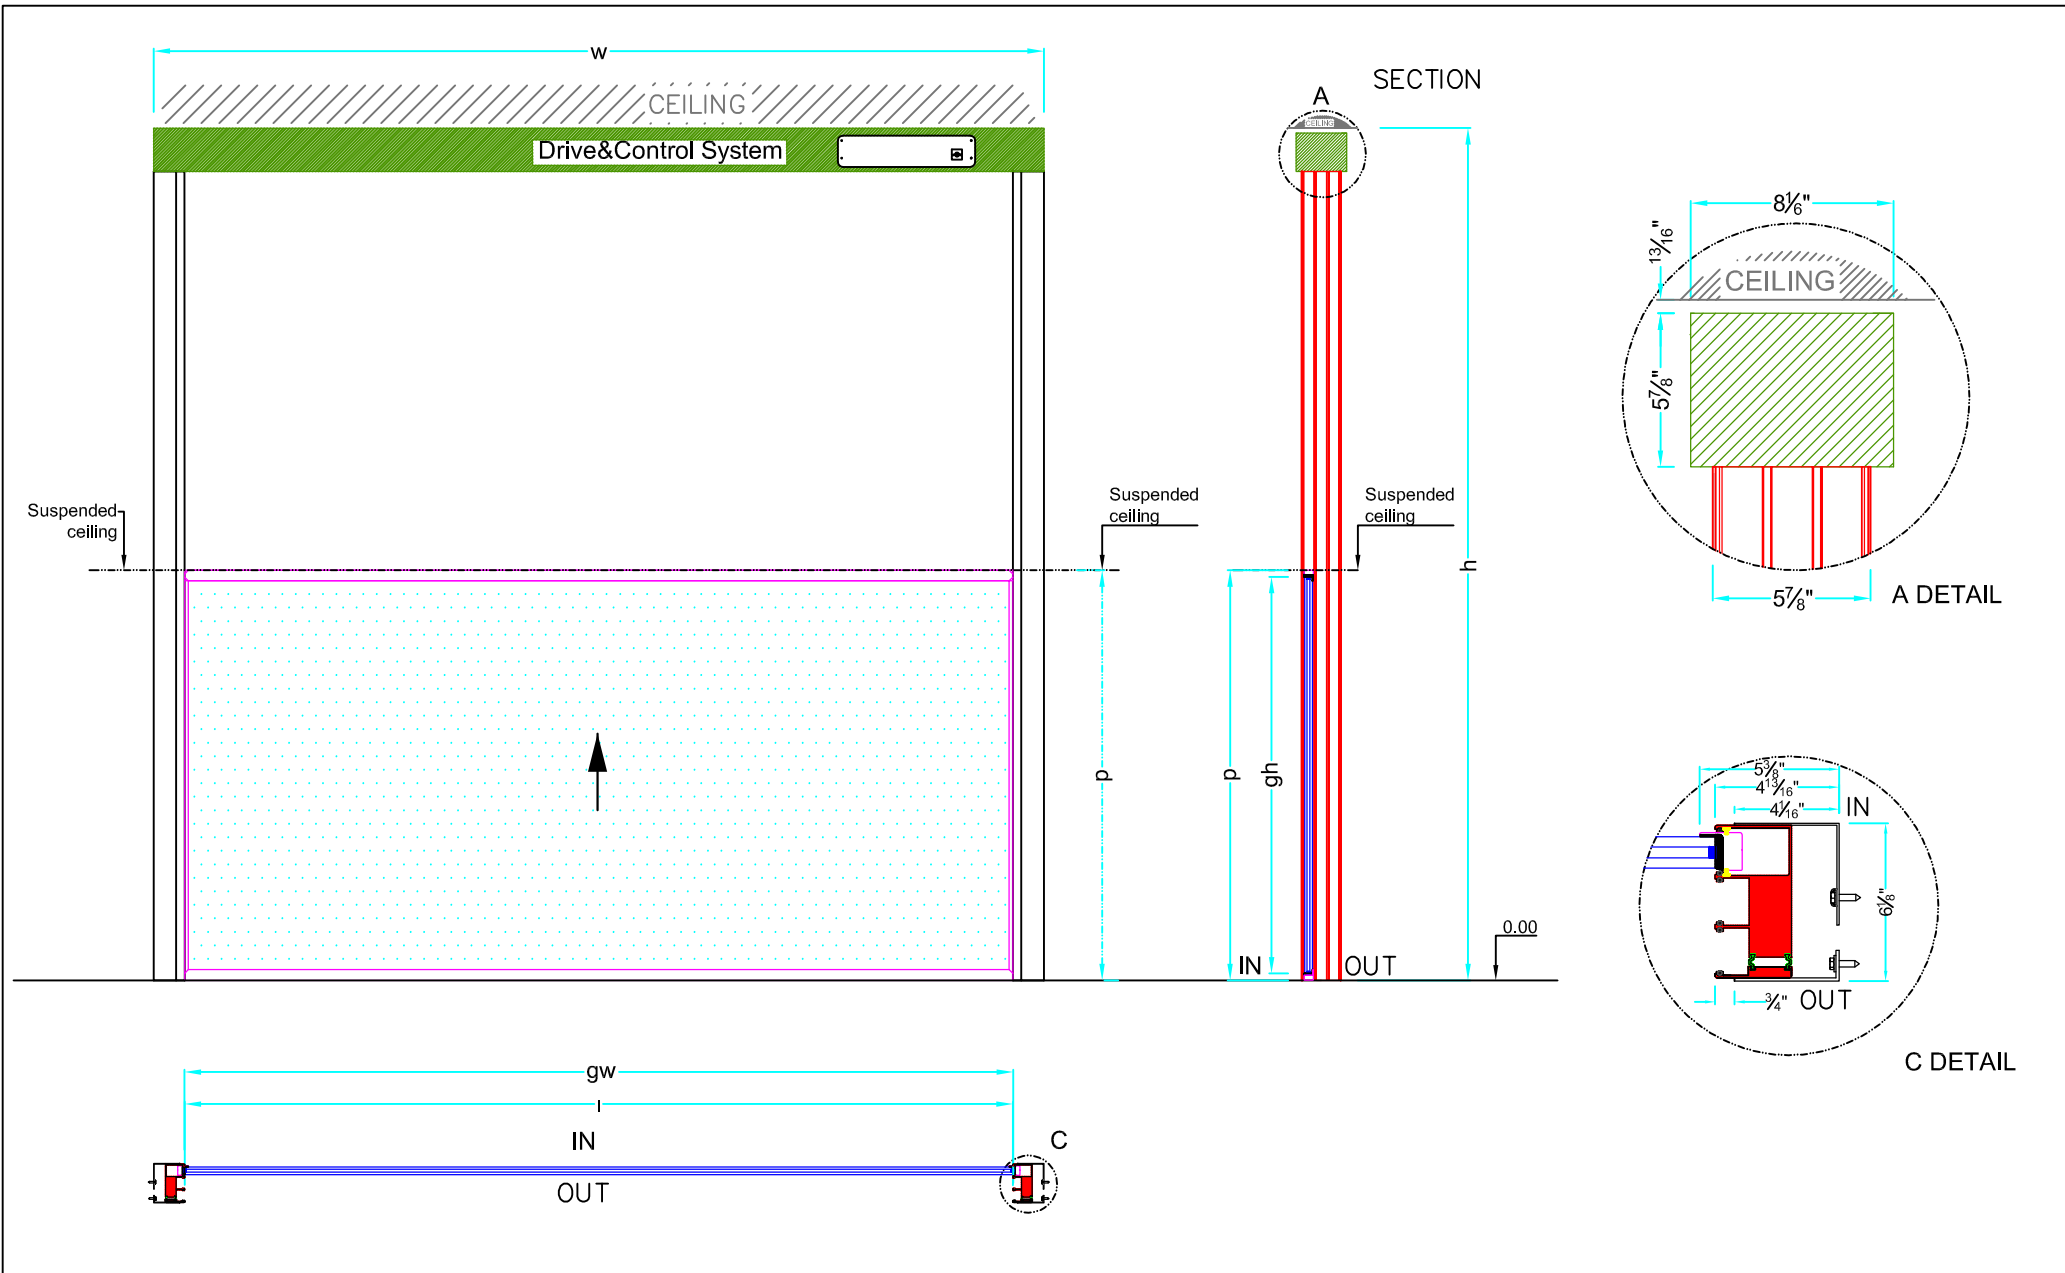 w
CEILING
Drive&Control System
Suspended
ceiling
Suspended
ceiling
p
gw
l
IN
OUT
C
SECTION
A
CEILING
Suspended
ceiling
h
p
gh
IN
OUT
0.00
8⅙"
13/16"
CEILING
5⅞"
5⅞"
A DETAIL
5⅜"
4 13/16"
4 1/16"
IN
6⅛"
¾"
OUT
C DETAIL